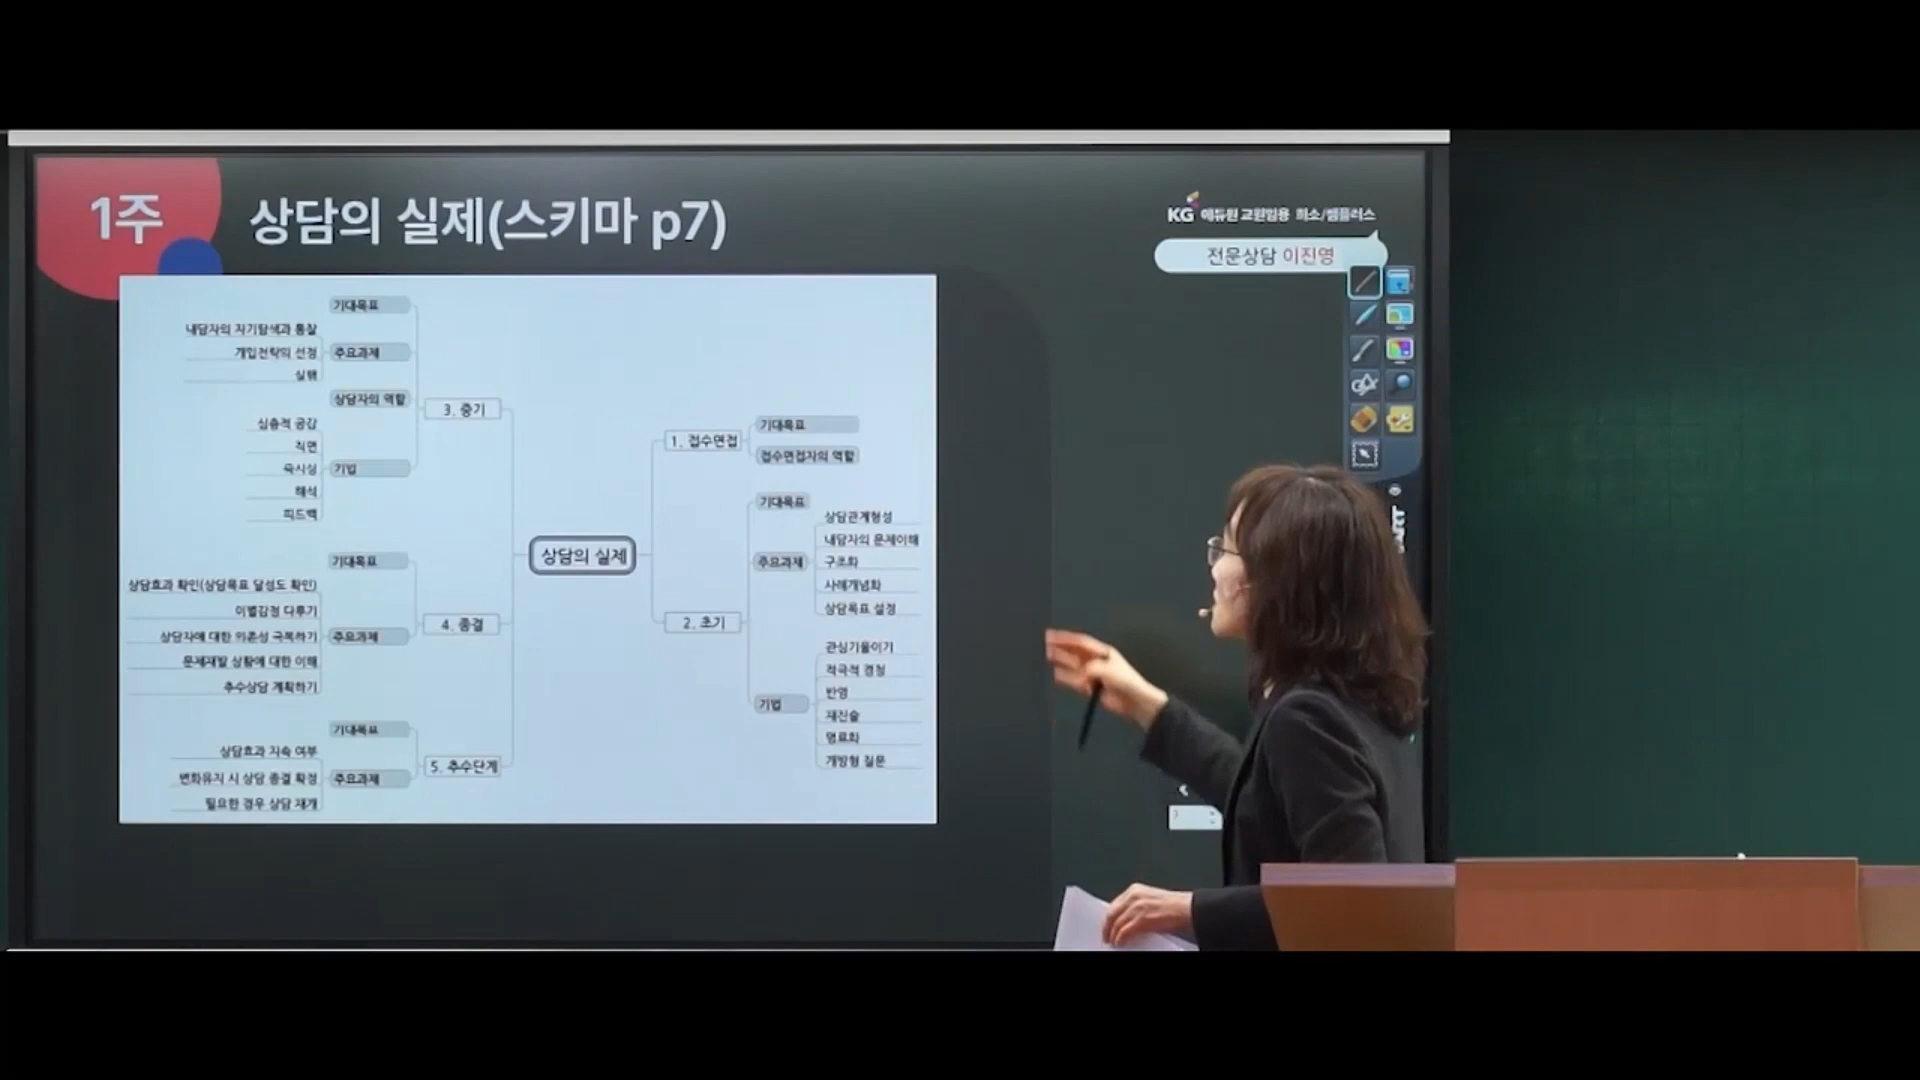 1주
상담의 실제(스키마 p7)
KG 에듀원 교원임용 희소/쌤플러스
전문상담 이진영
상담의 실제
1. 접수면접
기대목표
접수면접자의 역할
2. 초기
기대목표
주요과제
상담관계형성
내담자의 문제이해
구조화
사례개념화
상담목표 설정
기법
관심기울이기
적극적 경청
반영
재진술
명료화
개방형 질문
3. 중기
기대목표
주요과제
내담자의 자기탐색과 통찰
개입전략의 선정
실행
상담자의 역할
기법
심층적 공감
직면
즉시성
해석
피드백
4. 종결
기대목표
주요과제
상담효과 확인(상담목표 달성도 확인)
이별감정 다루기
상담자에 대한 의존성 극복하기
문제재발 상황에 대한 이해
추수상담 계획하기
5. 추수단계
기대목표
주요과제
상담효과 지속 여부
변화유지 시 상담 종결 확정
필요한 경우 상담 재개